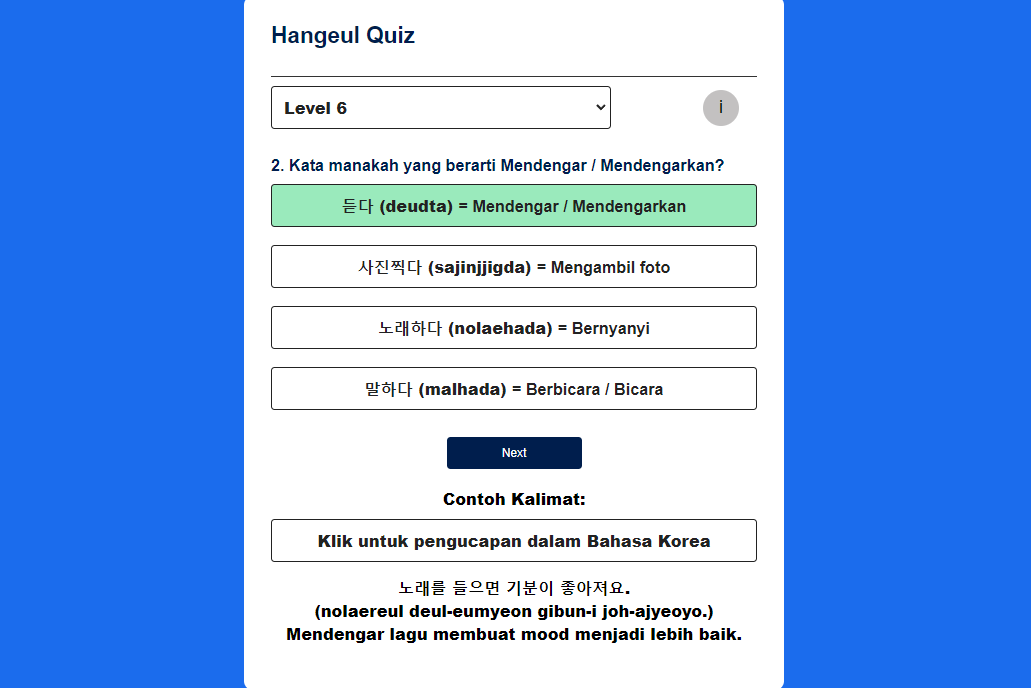 Hangeul Quiz
Level 6
i
2. Kata manakah yang berarti Mendengar / Mendengarkan?
듣다 (deudta) = Mendengar / Mendengarkan
사진찍다 (sajinjjigda) = Mengambil foto
노래하다 (nolaehada) = Bernyanyi
말하다 (malhada) = Berbicara / Bicara
Next
Contoh Kalimat:
Klik untuk pengucapan dalam Bahasa Korea
노래를 들으면 기분이 좋아져요.
(nolaereul deul-eumyeon gibun-i joh-ajyeoyo.)
Mendengar lagu membuat mood menjadi lebih baik.